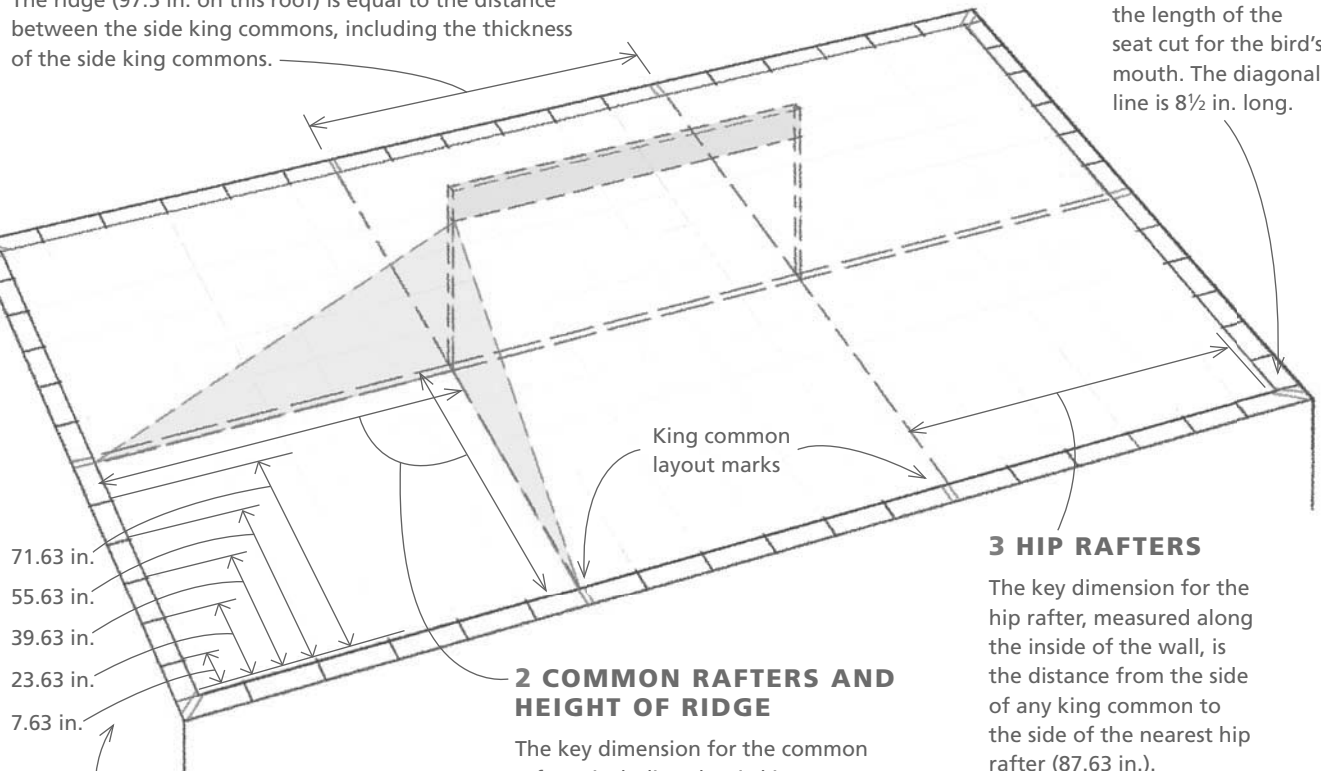 The ridge (97.5 in. on this roof) is equal to the distance
between the side king commons, including the thickness
of the side king commons.
the length of the
seat cut for the bird’s
mouth. The diagonal
line is 8½ in. long.
King common
layout marks
71.63 in.
55.63 in.
39.63 in.
23.63 in.
7.63 in.
2 COMMON RAFTERS AND
HEIGHT OF RIDGE
The key dimension for the common
3 HIP RAFTERS
The key dimension for the
hip rafter, measured along
the inside of the wall, is
the distance from the side
of any king common to
the side of the nearest hip
rafter (87.63 in.).